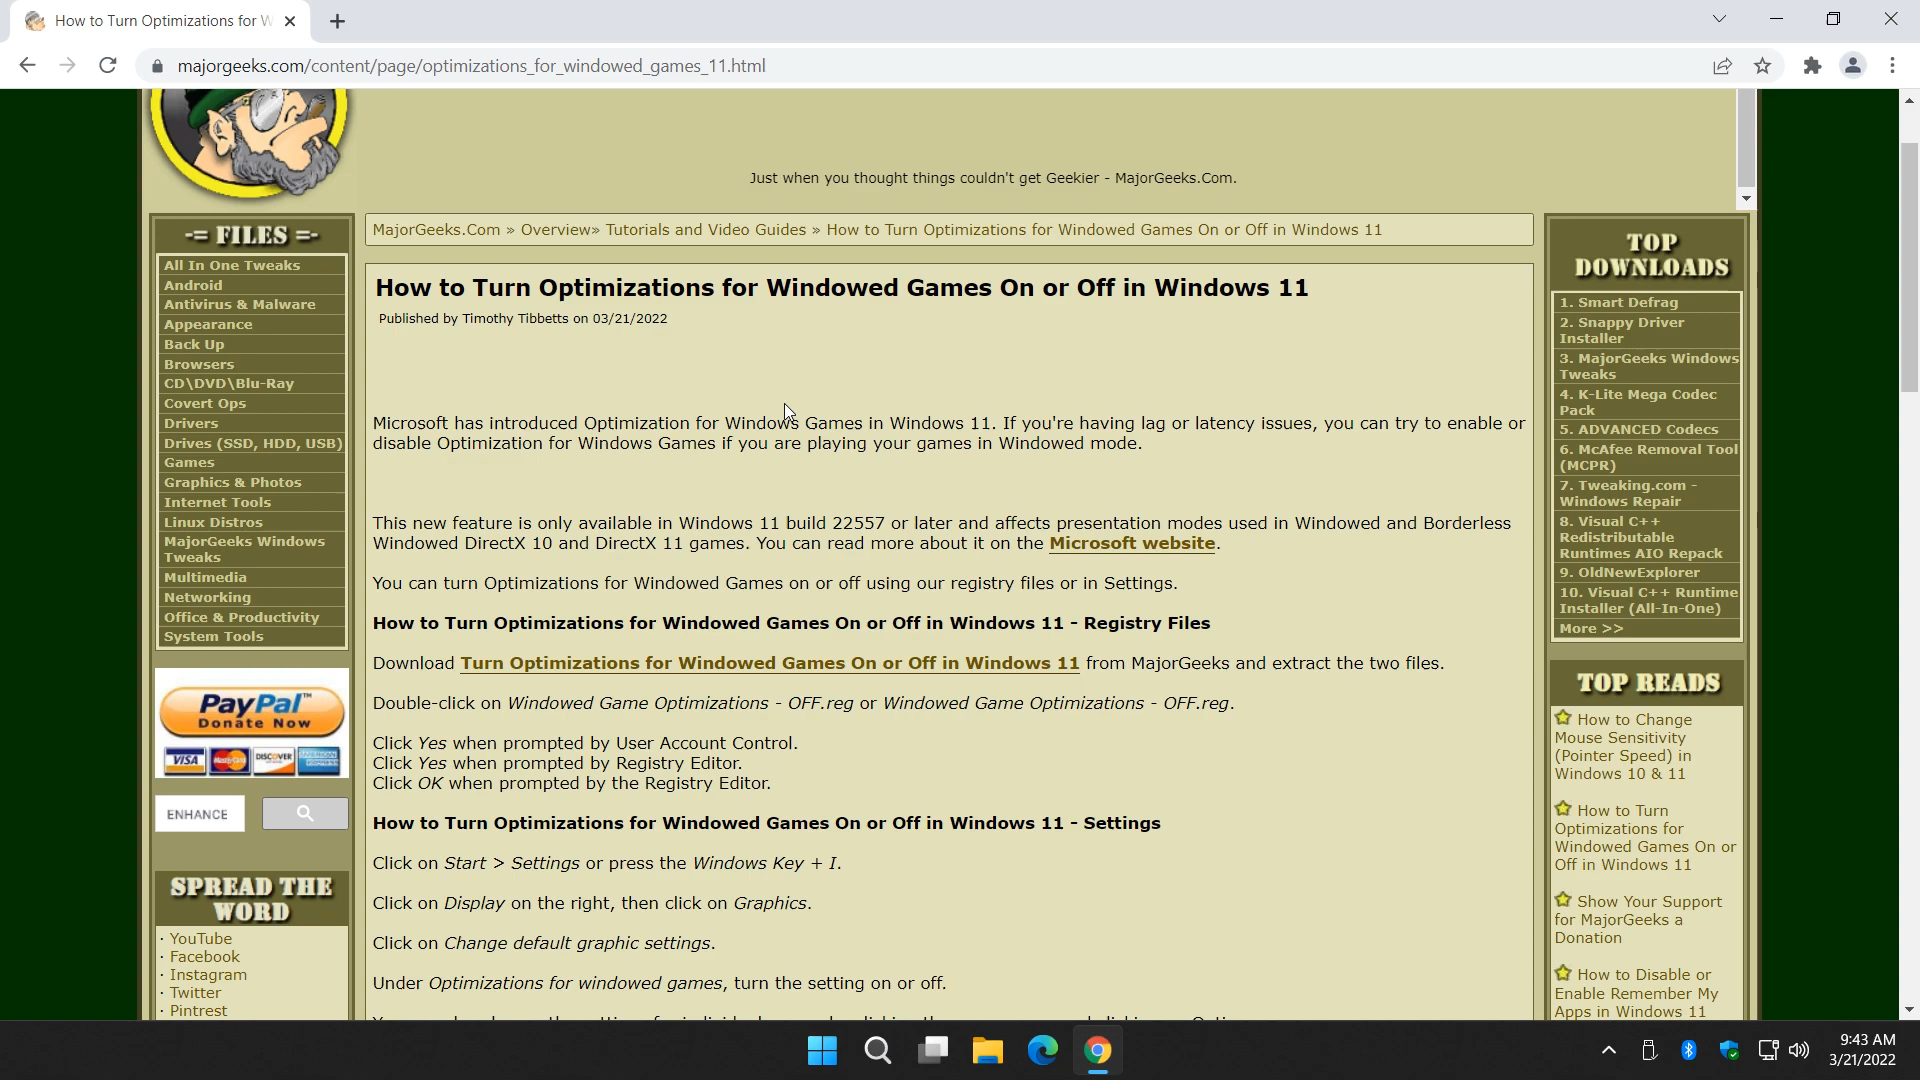 How to Turn Optimizations for W
majorgeeks.com/content/page/optimizations_for_windowed_games_11.html
Just when you thought things couldn't get Geekier - MajorGeeks.Com.
-= FILES =-
All In One Tweaks
Android
Antivirus & Malware
Appearance
Back Up
Browsers
CD\DVD\Blu-Ray
Covert Ops
Drivers
Drives (SSD, HDD, USB)
Games
Graphics & Photos
Internet Tools
Linux Distros
MajorGeeks Windows
Tweaks
Multimedia
Networking
Office & Productivity
System Tools
PayPal™
Donate Now
VISA
MasterCard
DISCOVER
ENHANCE
SPREAD THE
WORD
· YouTube
· Facebook
· Instagram
· Twitter
· Pintrest
MajorGeeks.Com » Overview» Tutorials and Video Guides » How to Turn Optimizations for Windowed Games On or Off in Windows 11
How to Turn Optimizations for Windowed Games On or Off in Windows 11
Published by Timothy Tibbetts on 03/21/2022
Microsoft has introduced Optimization for Windows Games in Windows 11. If you're having lag or latency issues, you can try to enable or
disable Optimization for Windows Games if you are playing your games in Windowed mode.
This new feature is only available in Windows 11 build 22557 or later and affects presentation modes used in Windowed and Borderless
Windowed DirectX 10 and DirectX 11 games. You can read more about it on the Microsoft website.
You can turn Optimizations for Windowed Games on or off using our registry files or in Settings.
How to Turn Optimizations for Windowed Games On or Off in Windows 11 - Registry Files
Download Turn Optimizations for Windowed Games On or Off in Windows 11 from MajorGeeks and extract the two files.
Double-click on Windowed Game Optimizations - OFF.reg or Windowed Game Optimizations - OFF.reg.
Click Yes when prompted by User Account Control.
Click Yes when prompted by Registry Editor.
Click OK when prompted by the Registry Editor.
How to Turn Optimizations for Windowed Games On or Off in Windows 11 - Settings
Click on Start > Settings or press the Windows Key + I.
Click on Display on the right, then click on Graphics.
Click on Change default graphic settings.
Under Optimizations for windowed games, turn the setting on or off.
TOP
DOWNLOADS
1. Smart Defrag
2. Snappy Driver
Installer
3. MajorGeeks Windows
Tweaks
4. K-Lite Mega Codec
Pack
5. ADVANCED Codecs
6. McAfee Removal Tool
(MCPR)
7. Tweaking.com -
Windows Repair
8. Visual C++
Redistributable
Runtimes AIO Repack
9. OldNewExplorer
10. Visual C++ Runtime
Installer (All-In-One)
More >>
TOP READS
How to Change
Mouse Sensitivity
(Pointer Speed) in
Windows 10 & 11
How to Turn
Optimizations for
Windowed Games On or
Off in Windows 11
Show Your Support
for MajorGeeks a
Donation
How to Disable or
Enable Remember My
Apps in Windows 11
9:43 AM
3/21/2022